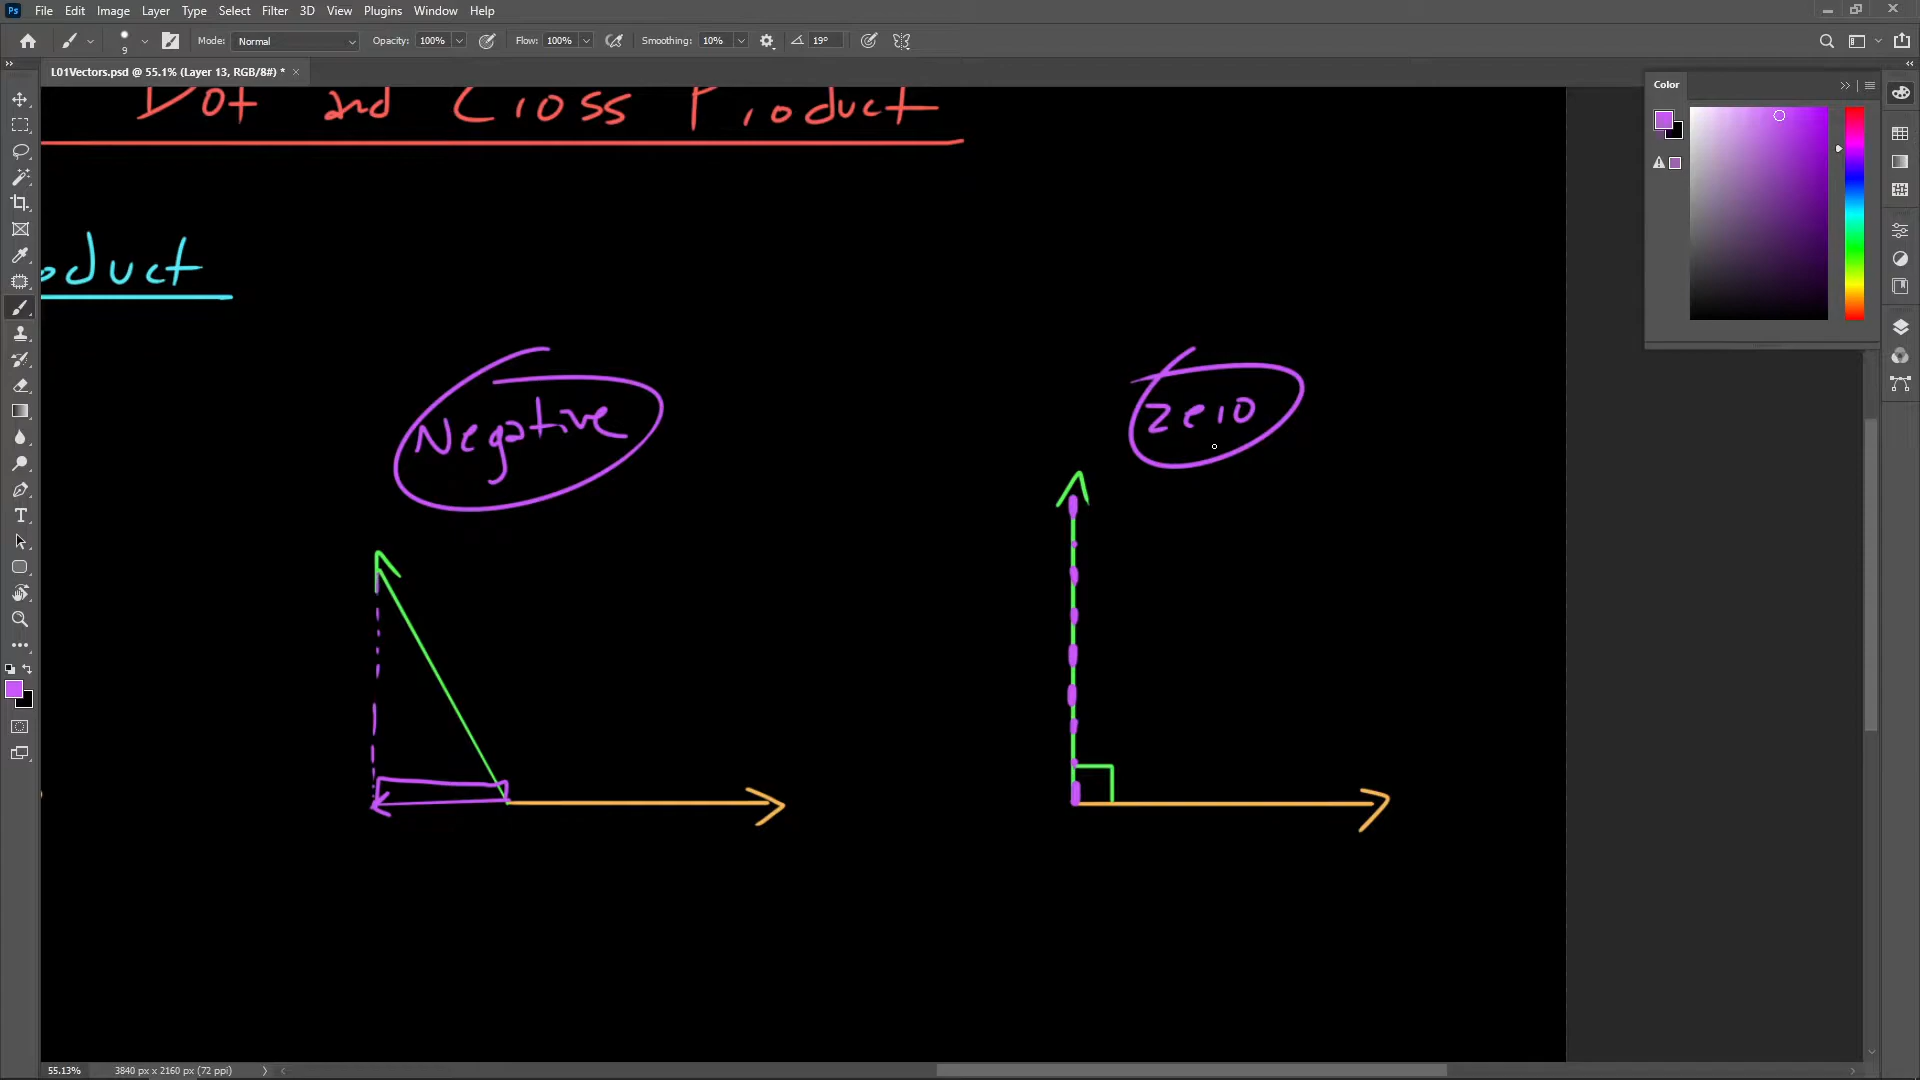 Ps File Edit Image Layer Type Select Filter 3D View Plugins Window Help
9 Mode: Normal Opacity: 100% Flow: 100% Smoothing: 10% 19°
L01Vectors.psd @ 55.1% (Layer 13, RGB/8#) * ×
Color
Dot and Cross Product
oduct
Negative
Zero
55.13% 3840 px x 2160 px (72 ppi)